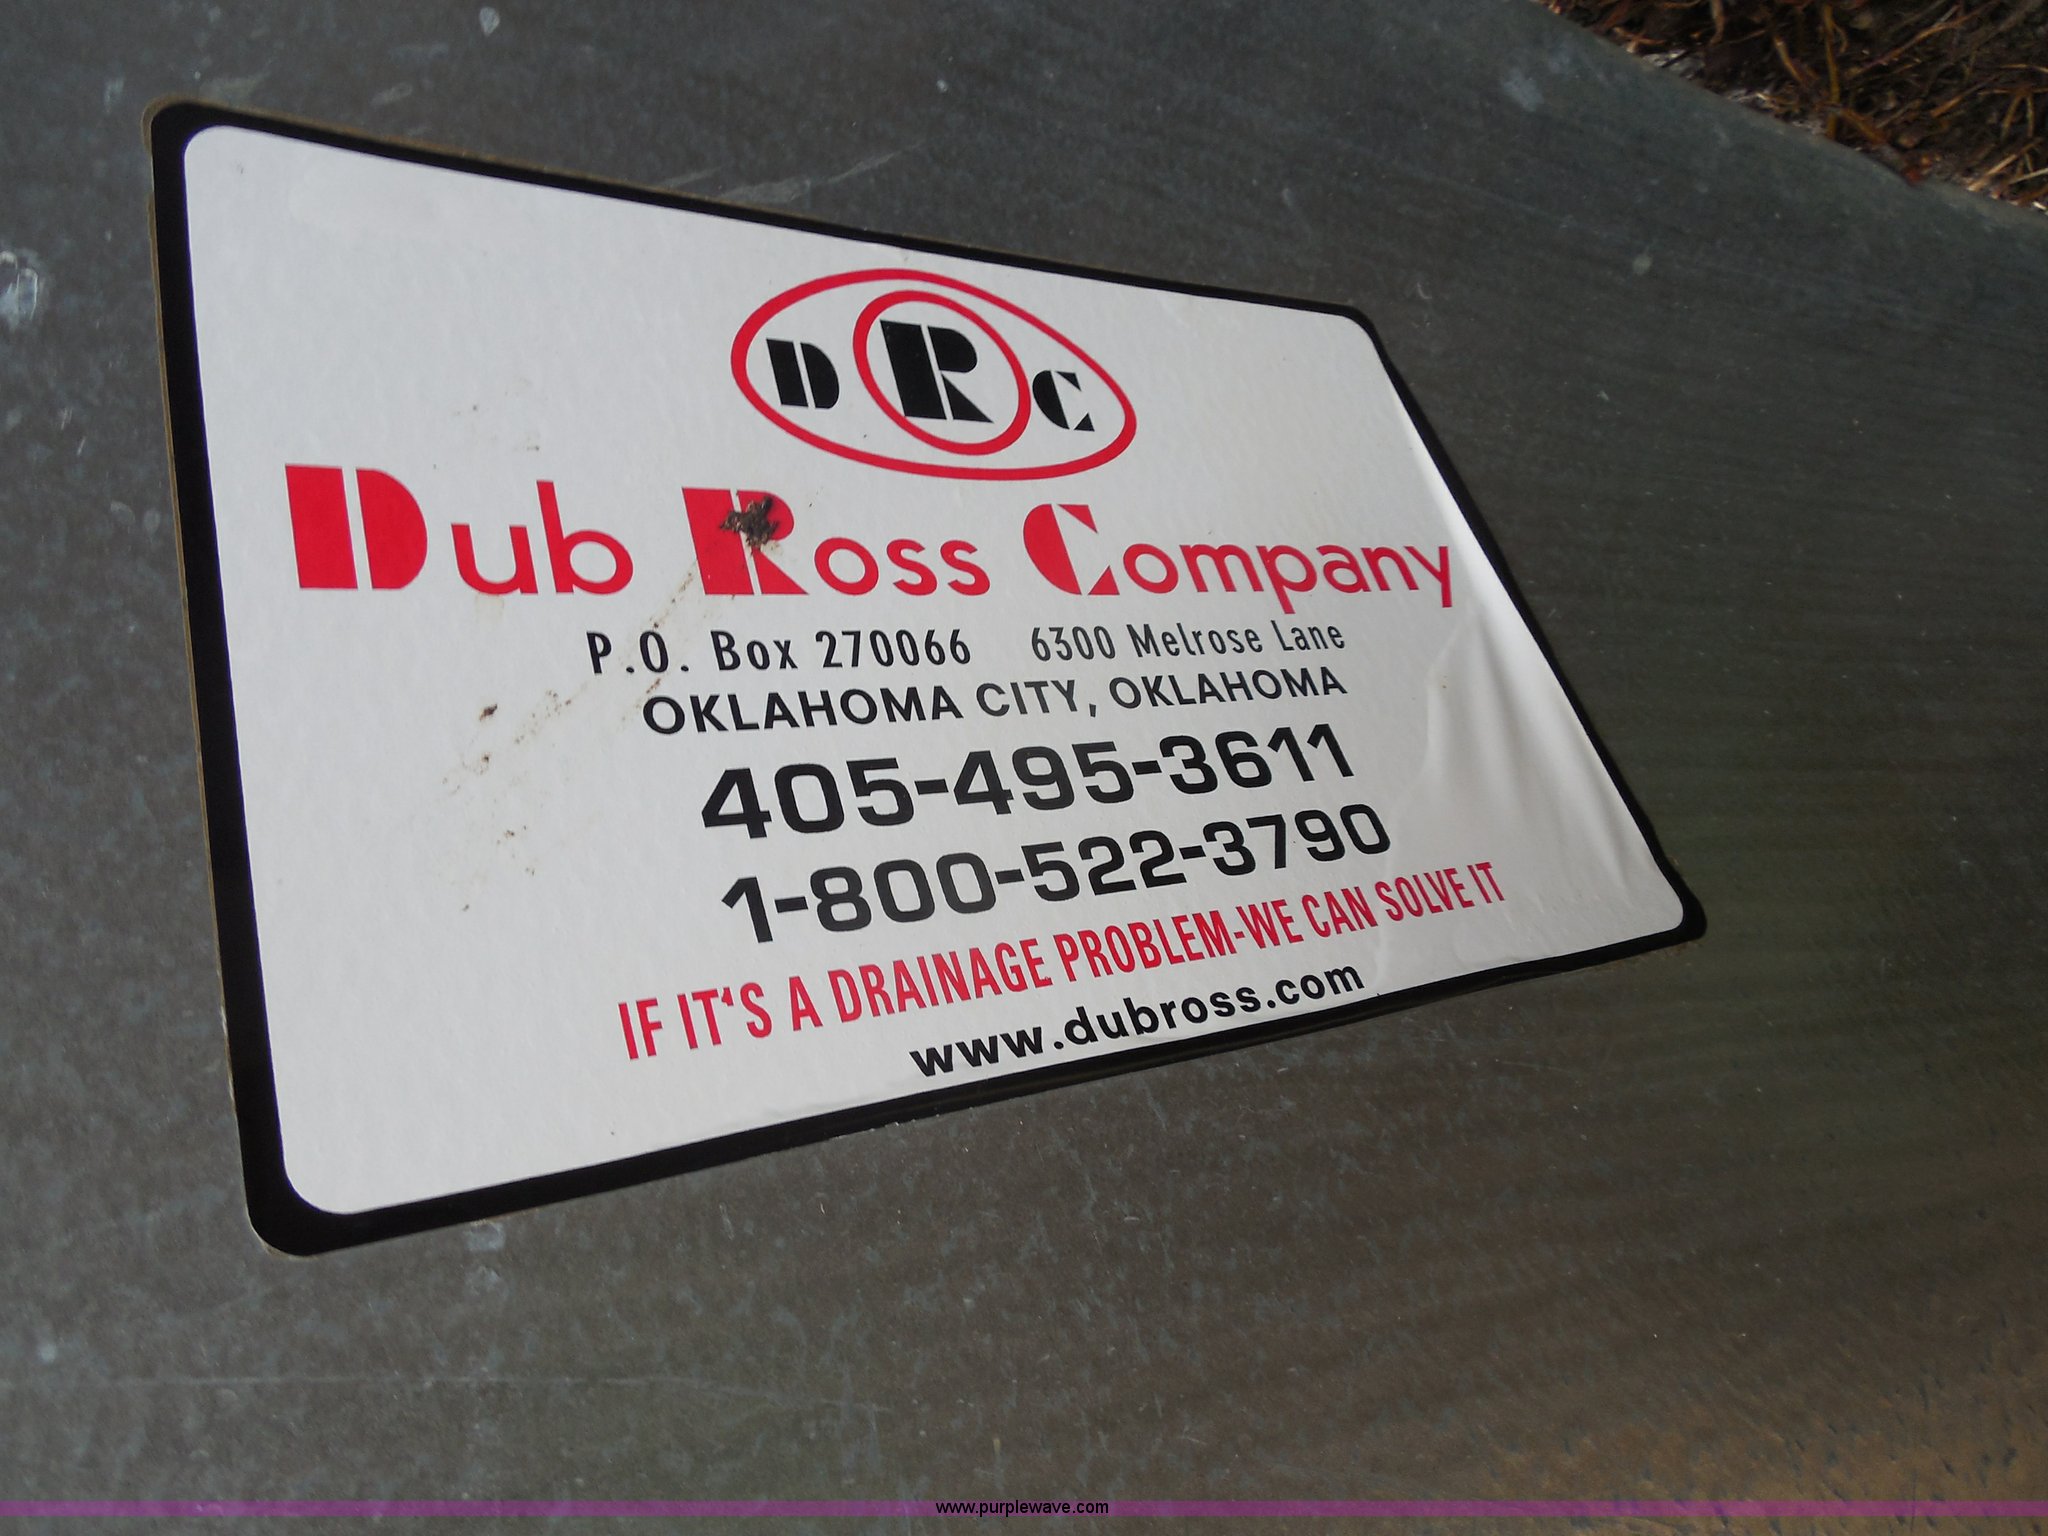 D R C
Dub Ross Company
P.O. Box 270066 6300 Melrose Lane
OKLAHOMA CITY, OKLAHOMA
405-495-3611
1-800-522-3790
IF IT'S A DRAINAGE PROBLEM-WE CAN SOLVE IT
www.dubross.com
www.purplewave.com